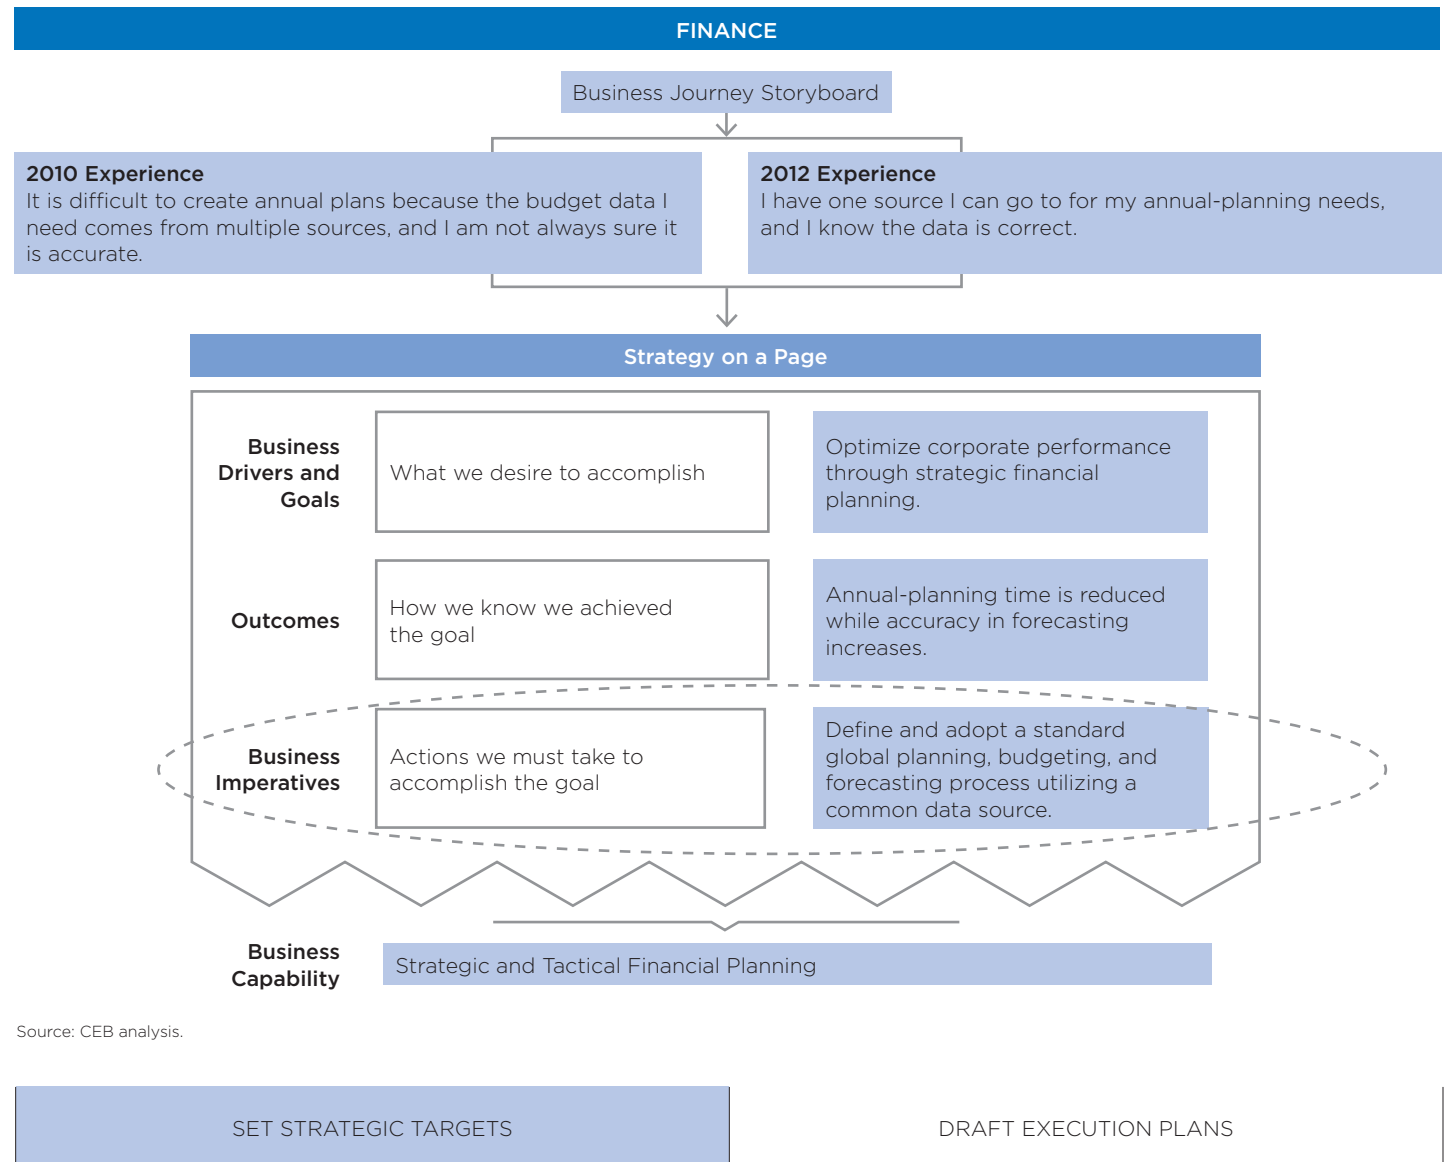 FINANCE
Business Journey Storyboard
2010 Experience
It is difficult to create annual plans because the budget data I
need comes from multiple sources, and I am not always sure it
is accurate.
2012 Experience
I have one source I can go to for my annual-planning needs,
and I know the data is correct.
Strategy on a Page
Business
Drivers and
Goals
What we desire to accomplish
Optimize corporate performance
through strategic financial
planning.
Outcomes
How we know we achieved
the goal
Annual-planning time is reduced
while accuracy in forecasting
increases.
Business
Imperatives
Actions we must take to
accomplish the goal
Define and adopt a standard
global planning, budgeting, and
forecasting process utilizing a
common data source.
Business
Capability
Strategic and Tactical Financial Planning
Source: CEB analysis.
SET STRATEGIC TARGETS
DRAFT EXECUTION PLANS